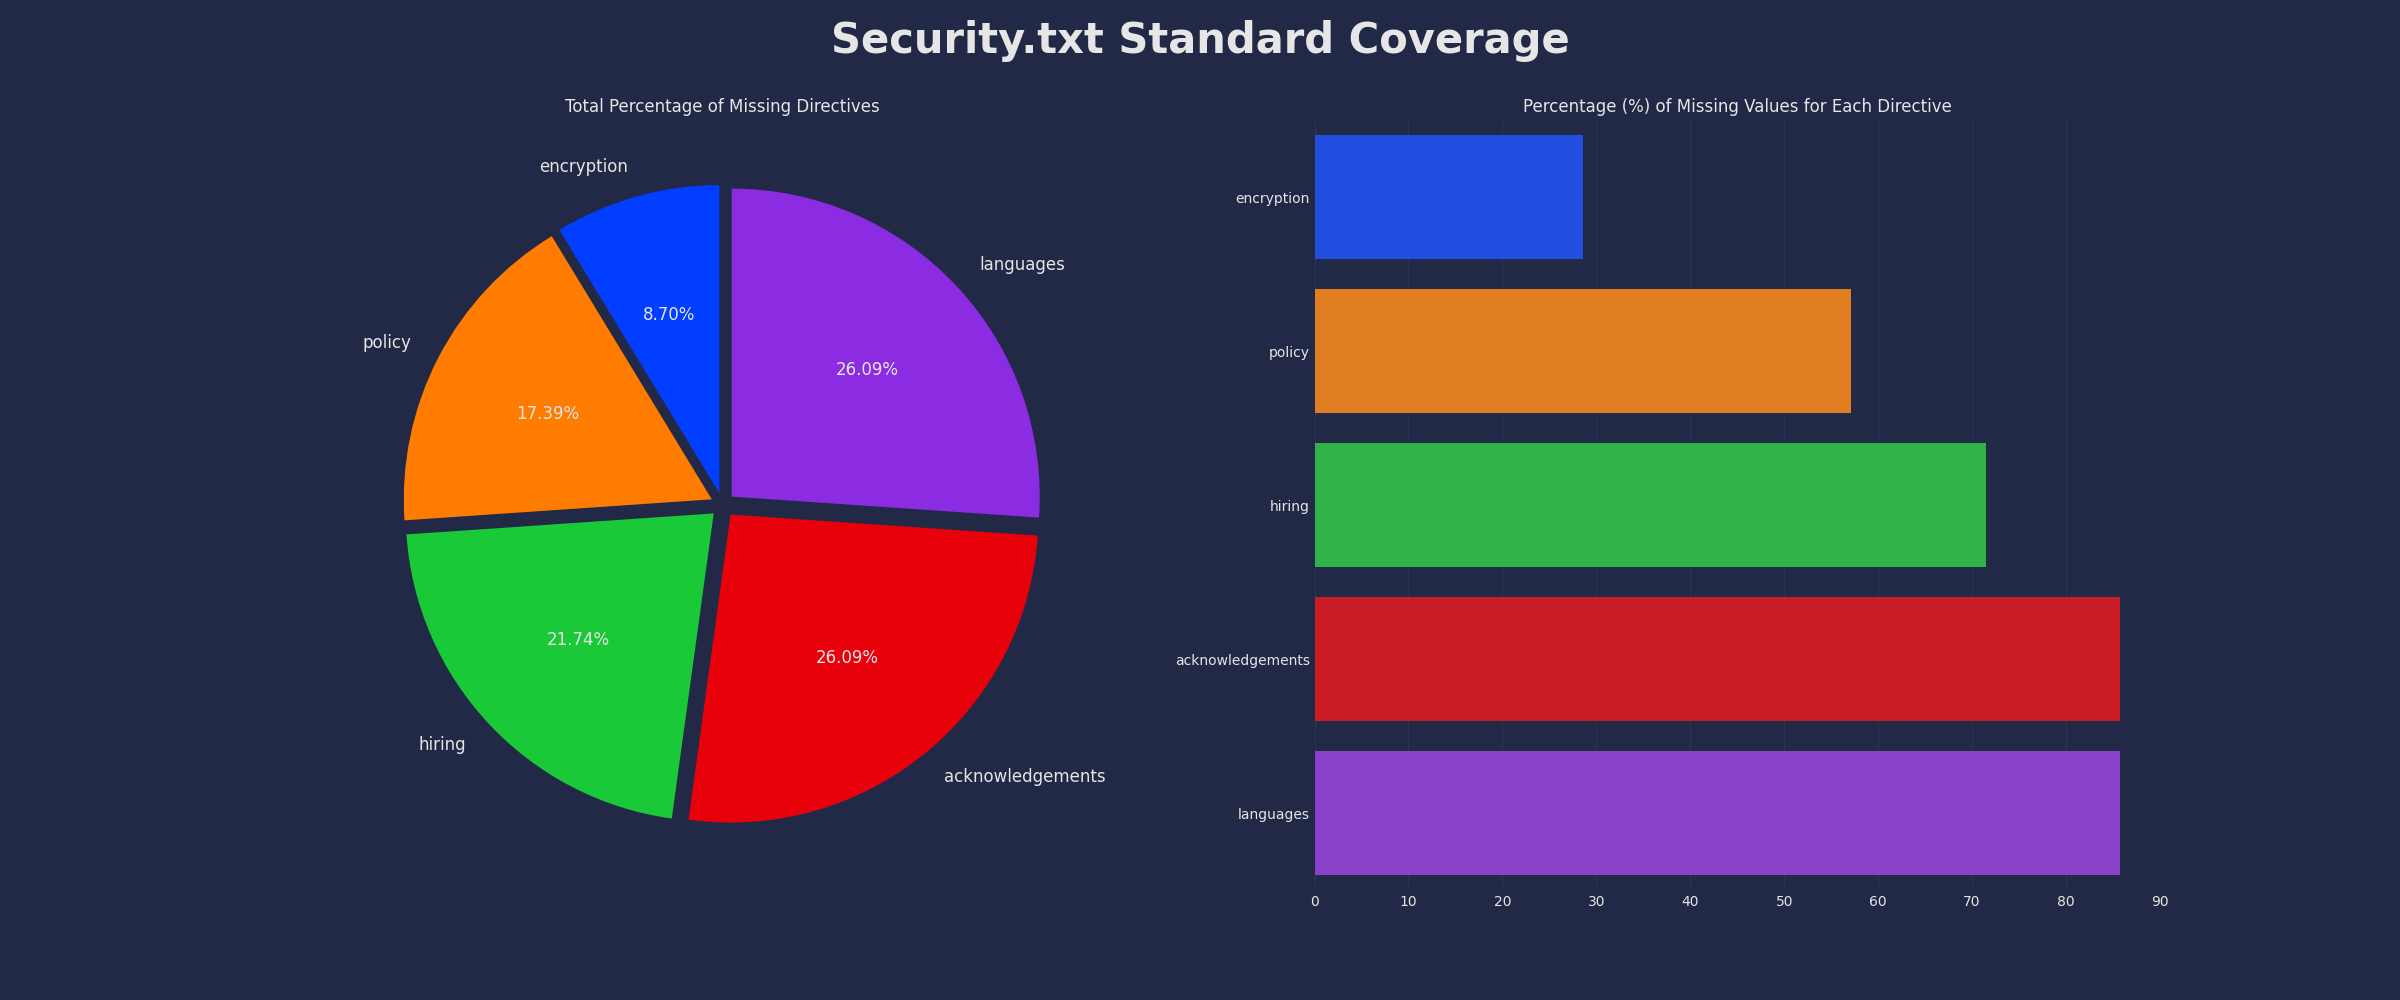 Security.txt Standard Coverage
Total Percentage of Missing Directives
encryption
languages
policy
8.70%
26.09%
17.39%
21.74%
26.09%
hiring
acknowledgements
Percentage (%) of Missing Values for Each Directive
encryption
policy
hiring
acknowledgements
languages
0 10 20 30 40 50 60 70 80 90